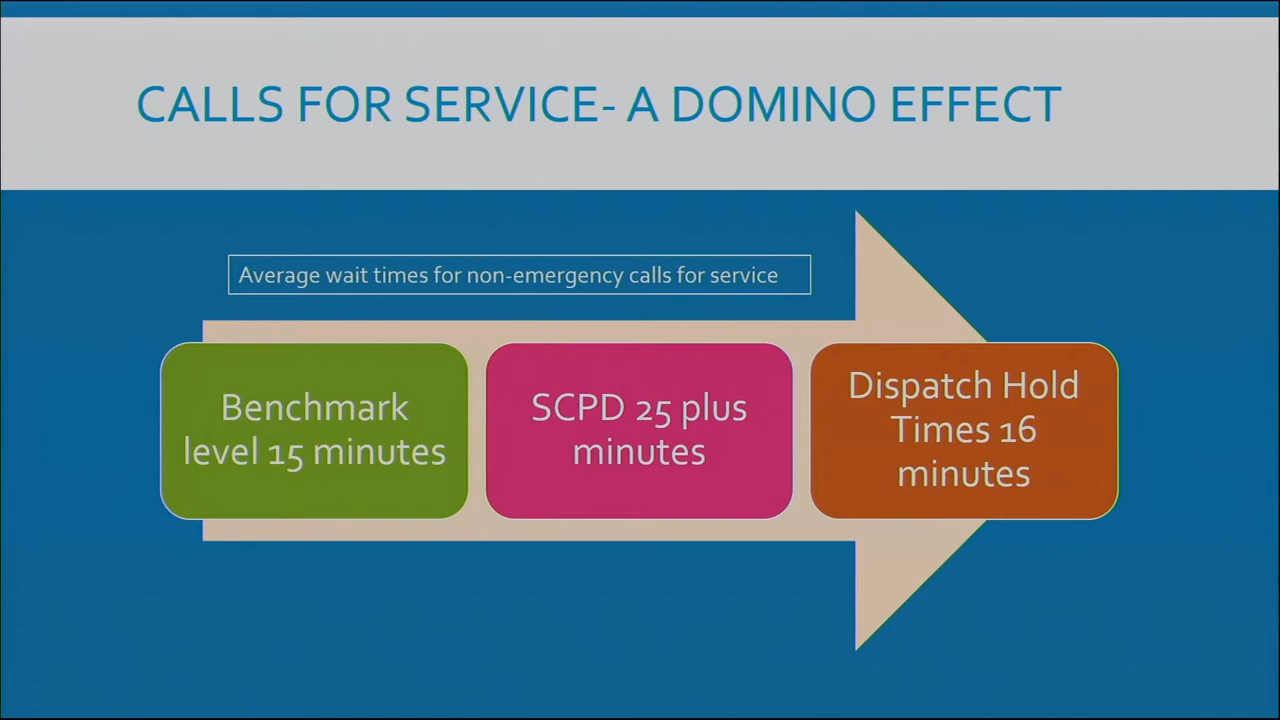 CALLS FOR SERVICE- A DOMINO EFFECT
Average wait times for non-emergency calls for service
Benchmark
level 15 minutes
SCPD 25 plus
minutes
Dispatch Hold
Times 16
minutes